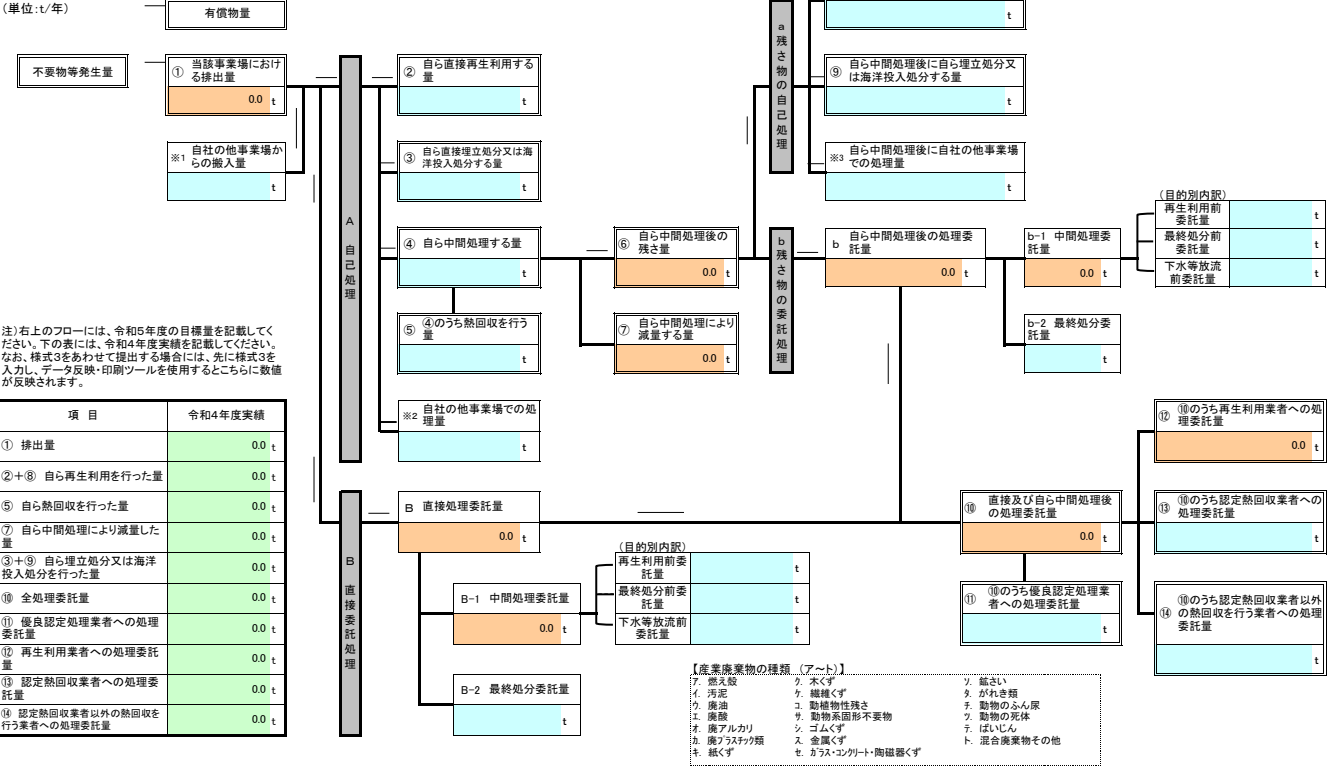 (単位:t/年)
有償物量
t
不要物等発生量
① 当該事業場におけ
る排出量
0.0 t
※1 自社の他事業場か
らの搬入量
t
A 自己処理
② 自ら直接再生利用する
量
t
③ 自ら直接埋立処分又は海
洋投入処分する量
t
④ 自ら中間処理する量
t
⑤ ④のうち熱回収を行う
量
t
※2 自社の他事業場での処
理量
t
⑥ 自ら中間処理後の
残さ量
0.0 t
⑦ 自ら中間処理により
減量する量
0.0 t
a 残さ物の自己処理
⑨ 自ら中間処理後に自ら埋立処分又
は海洋投入処分する量
t
※3 自ら中間処理後に自社の他事業場
での処理量
t
b 残さ物の委託処理
b 自ら中間処理後の処理委
託量
0.0 t
b-1 中間処理委
託量
0.0 t
(目的別内訳)
再生利用前
委託量 t
最終処分前
委託量 t
下水等放流
前委託量 t
b-2 最終処分委
託量
t
注)右上のフローには、令和5年度の目標量を記載してく
ださい。下の表には、令和4年度実績を記載してください。
なお、様式3をあわせて提出する場合には、先に様式3を
入力し、データ反映・印刷ツールを使用するとこちらに数値
が反映されます。
項 目 令和4年度実績
① 排出量 0.0 t
②+⑧ 自ら再生利用を行った量 0.0 t
⑤ 自ら熱回収を行った量 0.0 t
⑦ 自ら中間処理により減量した
量 0.0 t
③+⑨ 自ら埋立処分又は海洋
投入処分を行った量 0.0 t
⑩ 全処理委託量 0.0 t
⑪ 優良認定処理業者への処理
委託量 0.0 t
⑫ 再生利用業者への処理委託
量 0.0 t
⑬ 認定熱回収業者への処理委
託量 0.0 t
⑭ 認定熱回収業者以外の熱回収を
行う業者への処理委託量 0.0 t
B 直接委託処理
B 直接処理委託量
0.0 t
B-1 中間処理委託量
0.0 t
(目的別内訳)
再生利用前委
託量 t
最終処分前委
託量 t
下水等放流前
委託量 t
B-2 最終処分委託量
t
⑩ 直接及び自ら中間処理後
の処理委託量
0.0 t
⑪ ⑩のうち優良認定処理業
者への処理委託量
t
⑫ ⑩のうち再生利用業者への処
理委託量
0.0 t
⑬ ⑩のうち認定熱回収業者への
処理委託量
t
⑭ ⑩のうち認定熱回収業者以外
の熱回収を行う業者への処理
委託量
t
【産業廃棄物の種類 (ア~ト)】
ア. 燃え殻 ク. 木くず ソ. 鉱さい
イ. 汚泥 ケ. 繊維くず タ. がれき類
ウ. 廃油 コ. 動植物性残さ チ. 動物のふん尿
エ. 廃酸 サ. 動物系固形不要物 ツ. 動物の死体
オ. 廃アルカリ シ. ゴムくず テ. ばいじん
カ. 廃プラスチック類 ス. 金属くず ト. 混合廃棄物その他
キ. 紙くず セ. ガラス・コンクリート・陶磁器くず